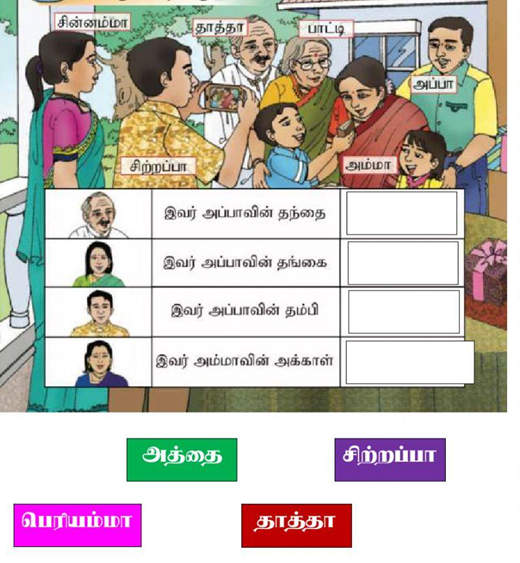 சின்னம்மா
தாத்தா
பாட்டி
அப்பா
சிற்றப்பா
அம்மா
இவர் அப்பாவின் தந்தை
இவர் அப்பாவின் தங்கை
இவர் அப்பாவின் தம்பி
இவர் அம்மாவின் அக்காள்
அத்தை
சிற்றப்பா
பெரியம்மா
தாத்தா